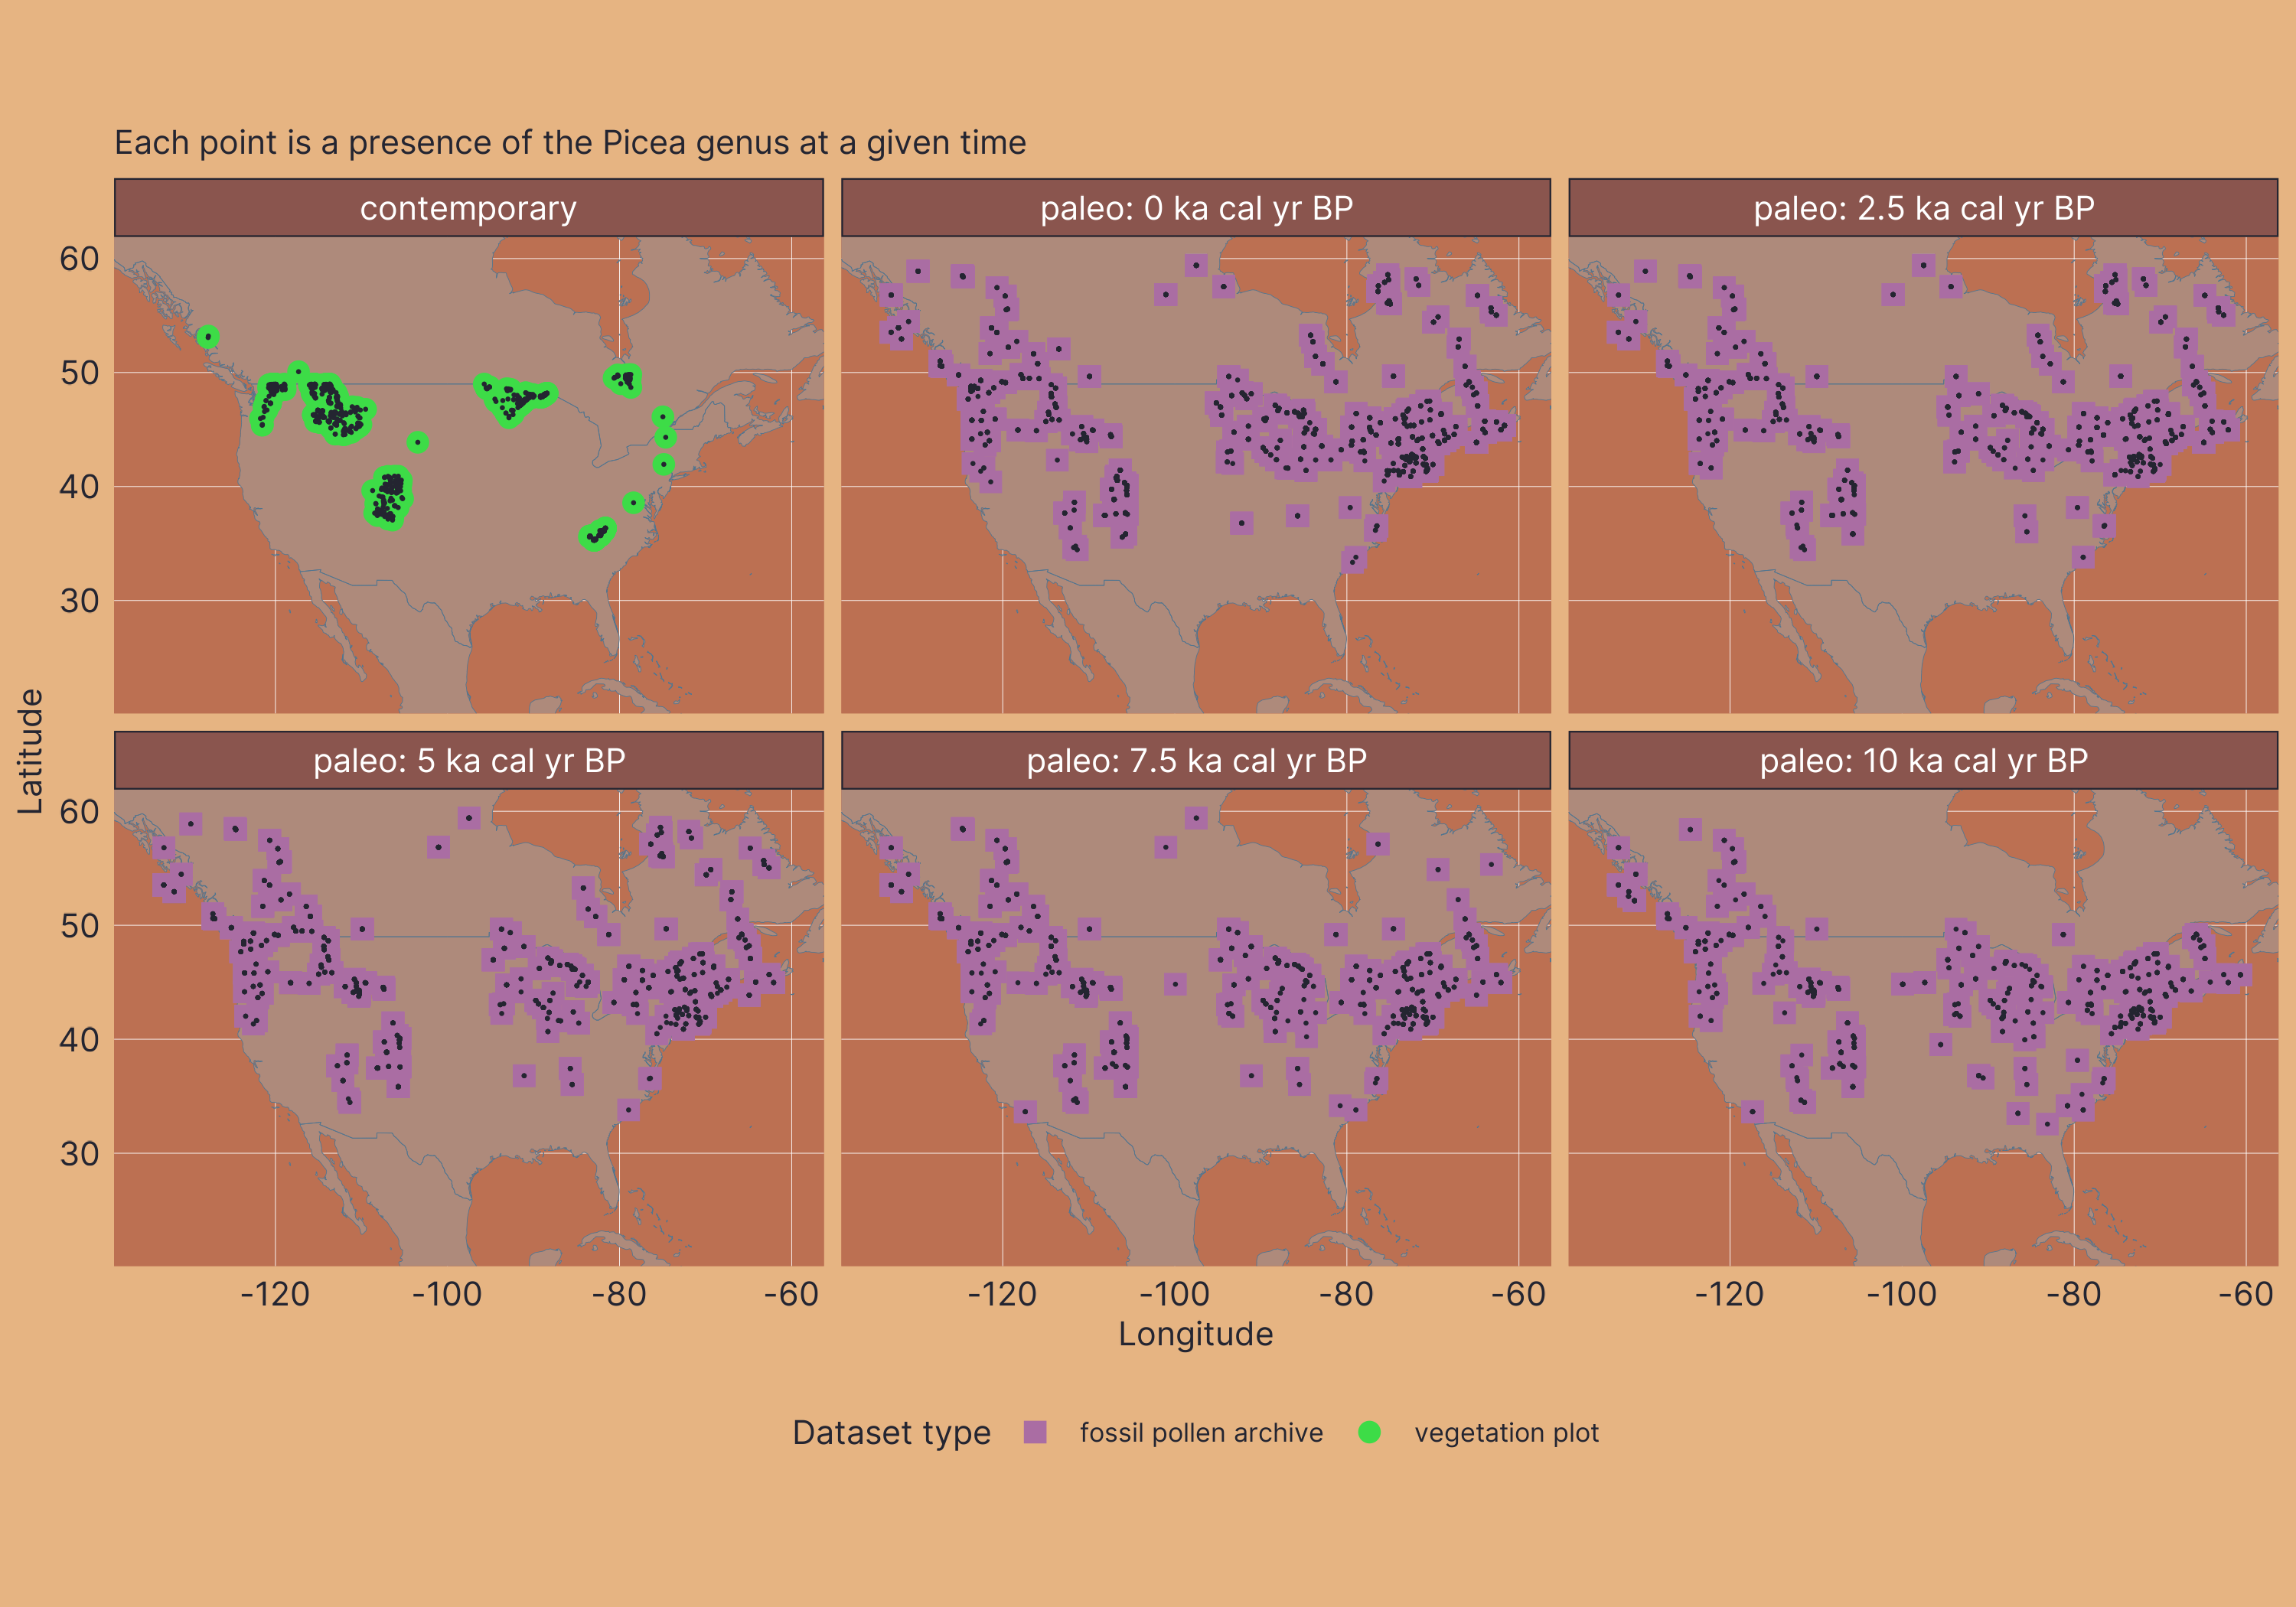 Each point is a presence of the Picea genus at a given time
contemporary
paleo: 0 ka cal yr BP
paleo: 2.5 ka cal yr BP
60
50
40
30
Latitude
paleo: 5 ka cal yr BP
paleo: 7.5 ka cal yr BP
paleo: 10 ka cal yr BP
60
50
40
30
-120 -100 -80 -60 -120 -100 -80 -60 -120 -100 -80 -60
Longitude
Dataset type fossil pollen archive vegetation plot